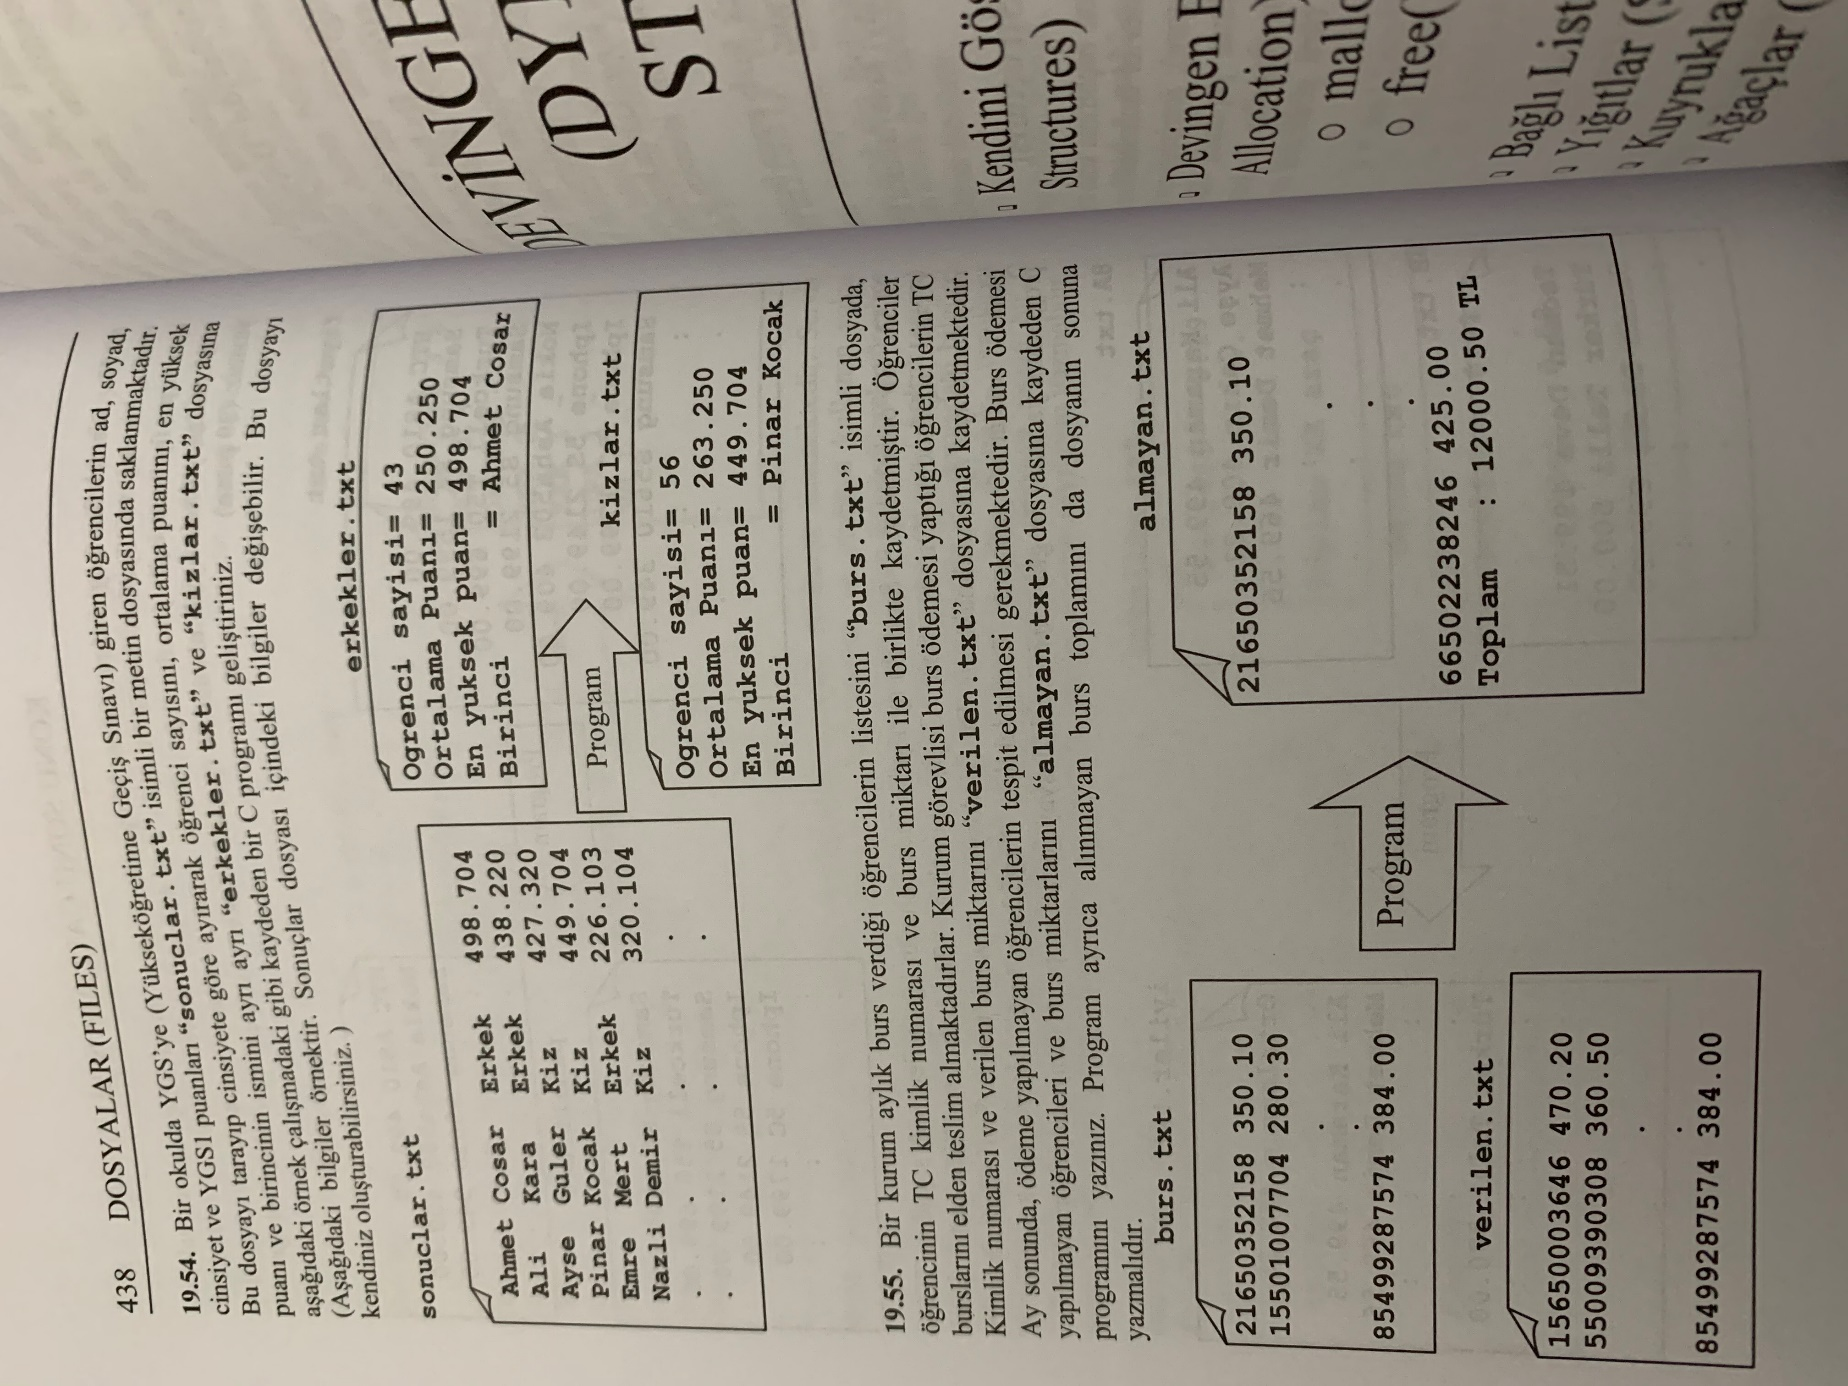 438 DOSYALAR (FILES)
19.54. Bir okulda YGS'ye (Yükseköğretime Geçiş Sınavı) giren öğrencilerin ad, soyad,
cinsiyet ve YGS1 puanları “sonuclar.txt” isimli bir metin dosyasında saklanmaktadır.
Bu dosyayı tarayıp cinsiyete göre ayırarak öğrenci sayısını, ortalama puanını, en yüksek
puanı ve birincinin ismini ayrı ayrı “erkekler.txt” ve “kizlar.txt” dosyasına
aşağıdaki örnek çalışmadaki gibi kaydeden bir C programı geliştiriniz.
(Aşağıdaki bilgiler örnektir. Sonuçlar dosyası içindeki bilgiler değişebilir. Bu dosyayı
kendiniz oluşturabilirsiniz.)
sonuclar.txt
Ahmet Cosar Erkek 498.704
Ali Kara Erkek 438.220
Ayse Guler Kiz 427.320
Pinar Kocak Kiz 449.704
Emre Mert Erkek 226.103
Nazli Demir Kiz 320.104
. . . .
. . . .
Program
erkekler.txt
Ogrenci sayisi= 43
Ortalama Puanı= 250.250
En yuksek puan= 498.704
Birinci = Ahmet Cosar
kizlar.txt
Ogrenci sayisi= 56
Ortalama Puanı= 263.250
En yuksek puan= 449.704
Birinci = Pinar Kocak
19.55. Bir kurum aylık burs verdiği öğrencilerin listesini “burs.txt” isimli dosyada,
öğrencinin TC kimlik numarası ve burs miktarı ile birlikte kaydetmiştir. Öğrenciler
burslarını elden teslim almaktadırlar. Kurum görevlisi burs ödemesi yaptığı öğrencilerin TC
Kimlik numarası ve verilen burs miktarını “verilen.txt” dosyasına kaydetmektedir.
Ay sonunda, ödeme yapılmayan öğrencilerin tespit edilmesi gerekmektedir. Burs ödemesi
yapılmayan öğrencileri ve burs miktarlarını “almayan.txt” dosyasına kaydeden C
programını yazınız. Program ayrıca alınmayan burs toplamını da dosyanın sonuna
yazmalıdır.
burs.txt
21650352158 350.10
15501007704 280.30
.
.
85499287574 384.00
verilen.txt
15650003646 470.20
55009390308 360.50
.
.
85499287574 384.00
Program
almayan.txt
21650352158 350.10
.
.
.
66502238246 425.00
Toplam : 12000.50 TL
(DY
ST
Structures)
Allocation)